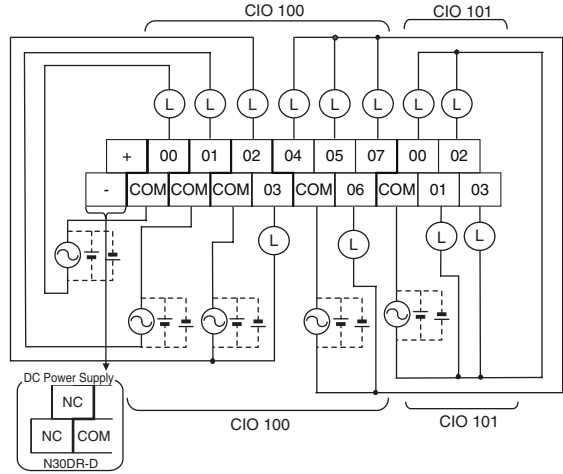 CIO 100 CIO 101
L L L L L L L L
+ 00 01 02 04 05 07 00 02
- COM COM COM 03 COM 06 COM 01 03
L L L L
DC Power Supply
NC
NC COM
N30DR-D
CIO 100 CIO 101